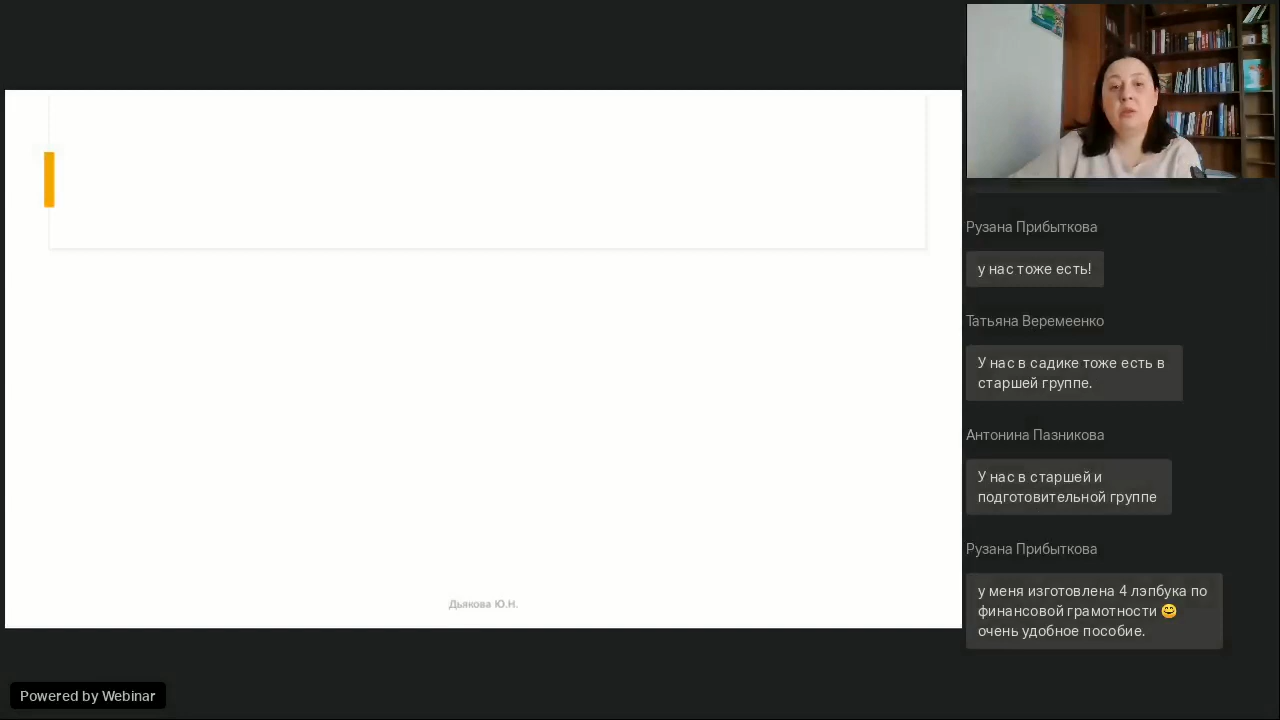 Рузана Прибыткова
у нас тоже есть!
Татьяна Веремеенко
У нас в садике тоже есть в
старшей группе.
Антонина Пазникова
У нас в старшей и
подготовительной группе
Рузана Прибыткова
у меня изготовлена 4 лэпбука по
финансовой грамотности 😊
очень удобное пособие.
Дьякова Ю.Н.
Powered by Webinar